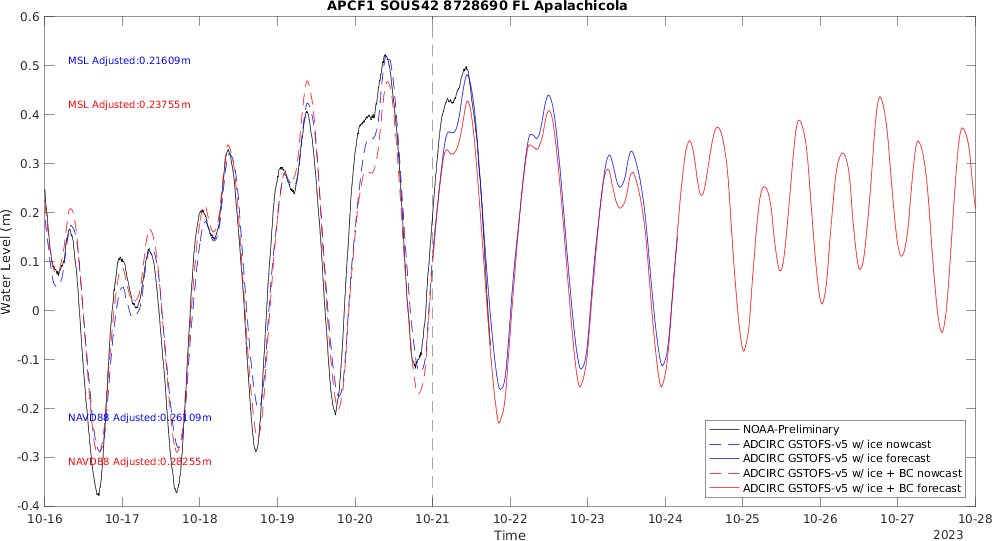 APCF1 SOUS42 8728690 FL Apalachicola
0.6
0.5
0.4
0.3
0.2
0.1
0
-0.1
-0.2
-0.3
-0.4
Water Level (m)
MSL Adjusted:0.21609m
MSL Adjusted:0.23755m
NAVD88 Adjusted:0.26109m
NAVD88 Adjusted:0.28255m
NOAA-Preliminary
ADCIRC GSTOFS-v5 w/ ice nowcast
ADCIRC GSTOFS-v5 w/ ice forecast
ADCIRC GSTOFS-v5 w/ ice + BC nowcast
ADCIRC GSTOFS-v5 w/ ice + BC forecast
10-16 10-17 10-18 10-19 10-20 10-21 10-22 10-23 10-24 10-25 10-26 10-27 10-28
Time
2023